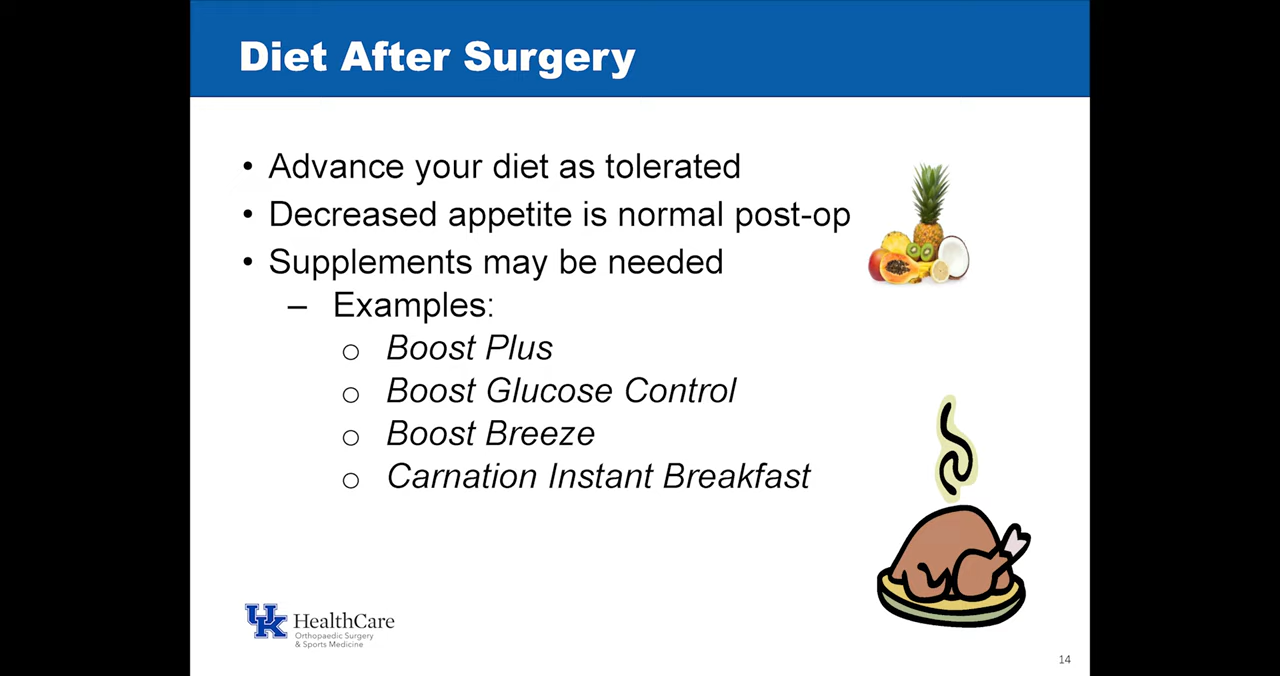 Diet After Surgery
• Advance your diet as tolerated
• Decreased appetite is normal post-op
• Supplements may be needed
– Examples:
o Boost Plus
o Boost Glucose Control
o Boost Breeze
o Carnation Instant Breakfast
UK HealthCare
Orthopaedic Surgery
& Sports Medicine
14